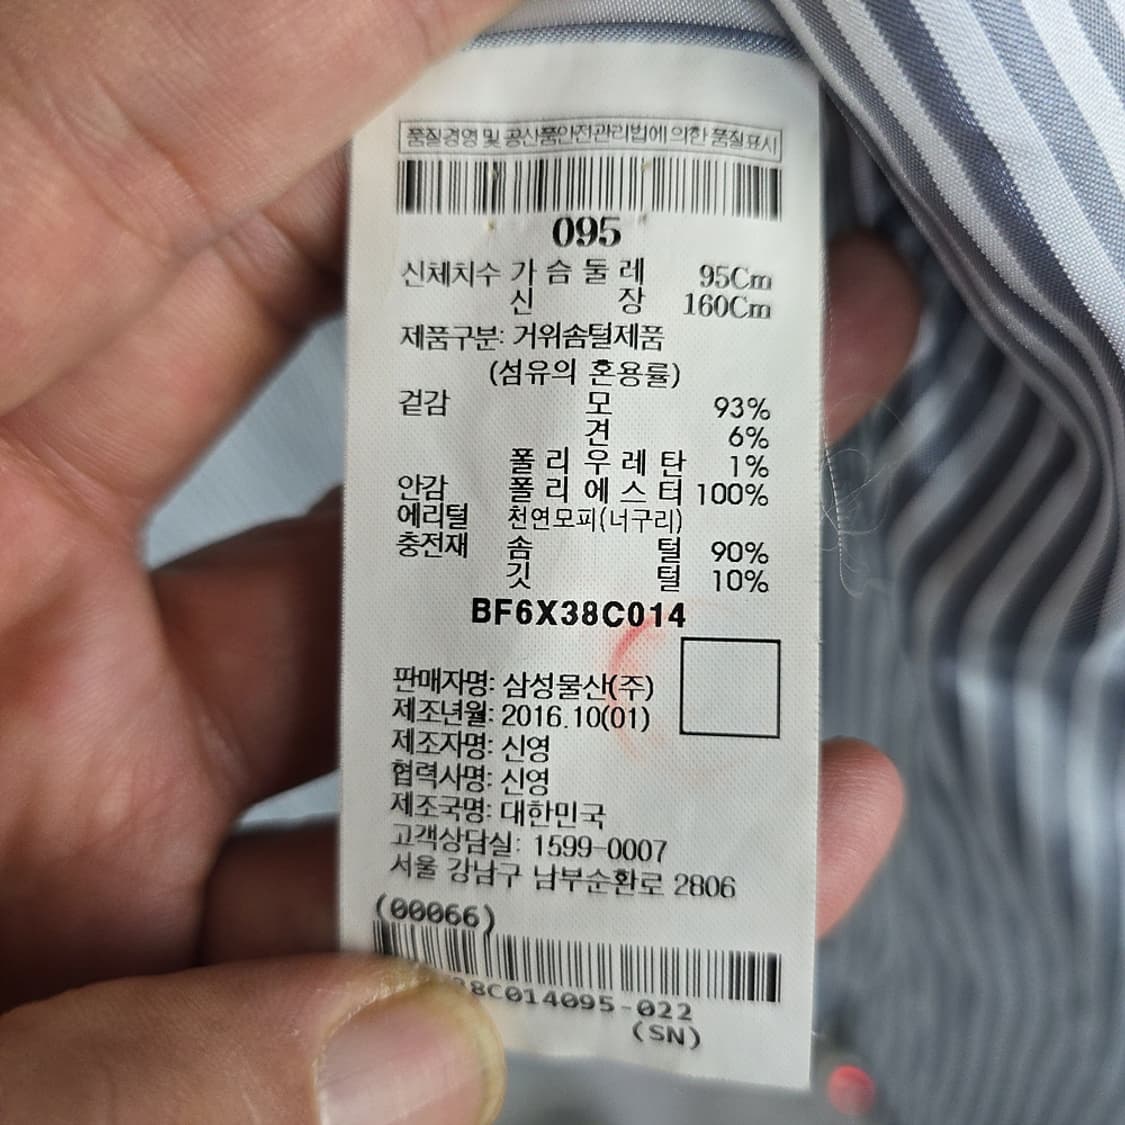 품질경영 및 공산품안전관리법에 의한 품질표시
095
신체치수 가 슴 둘 레 95Cm
신 장 160Cm
제품구분: 거위솜털제품
(섬유의 혼용률)
겉감 모 93%
견 6%
폴 리 우 레 탄 1%
안감 폴 리 에 스 터 100%
에리털 천연모피(너구리)
충전재 솜 털 90%
깃 털 10%
BF6X38C014
판매자명: 삼성물산(주)
제조년월: 2016.10(01)
제조자명: 신영
협력사명: 신영
제조국명: 대한민국
고객상담실: 1599-0007
서울 강남구 남부순환로 2806
(00066)
38C014095-022
(SN)